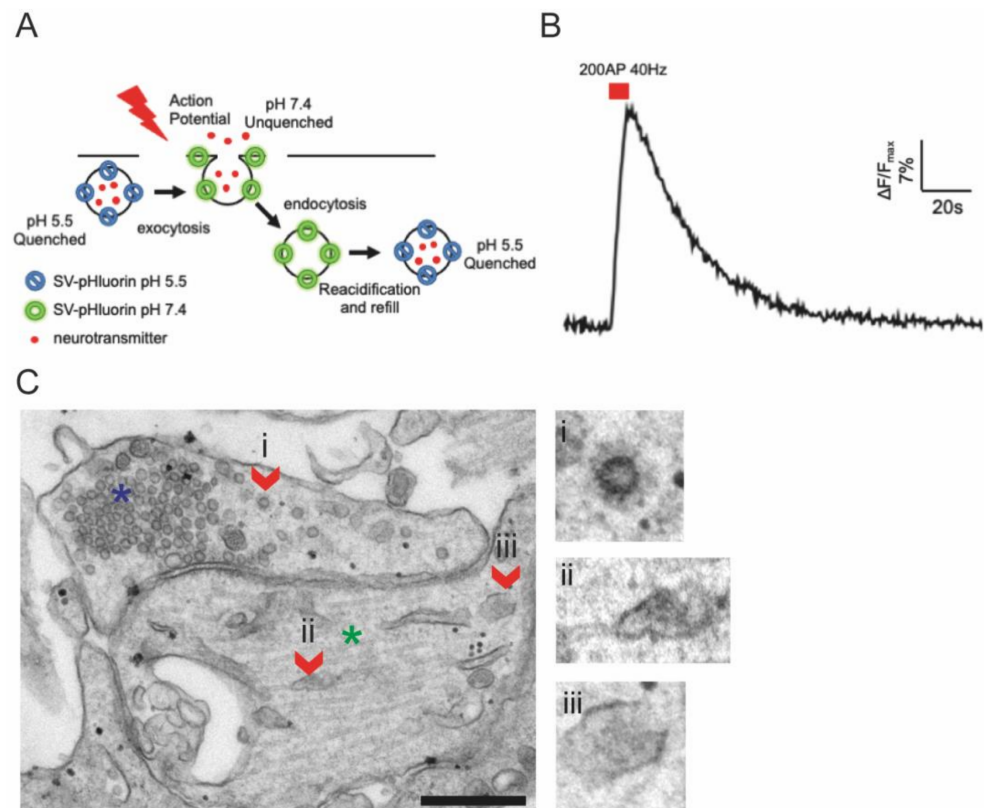 A
Action
Potential
pH 7.4
Unquenched
pH 5.5
Quenched
exocytosis
endocytosis
pH 5.5
Quenched
Reacidification
and refill
SV-pHluorin pH 5.5
SV-pHluorin pH 7.4
neurotransmitter
B
200AP 40Hz
ΔF/Fmax
7%
20s
C
i
*
iii
ii
*
i
ii
iii